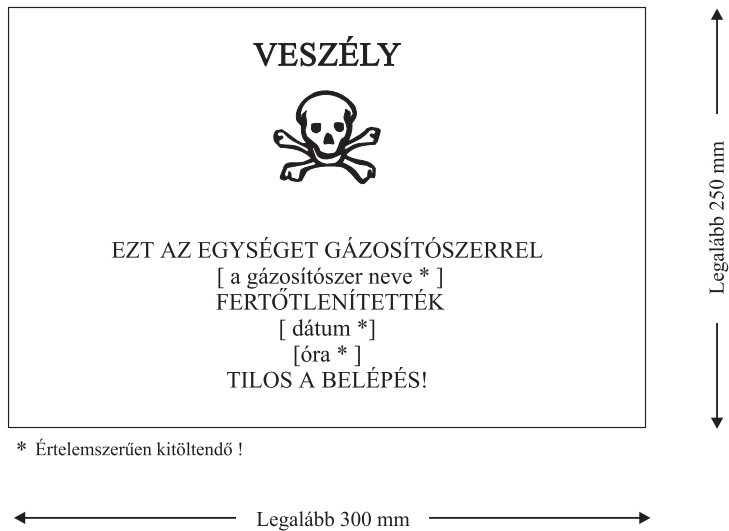 VESZÉLY
EZT AZ EGYSÉGET GÁZOSÍTÓSZERREL
[ a gázosítószer neve * ]
FERTŐTLENÍTETTÉK
[ dátum *]
[óra * ]
TILOS A BELÉPÉS!
* Értelemszerűen kitöltendő !
Legalább 300 mm
Legalább 250 mm